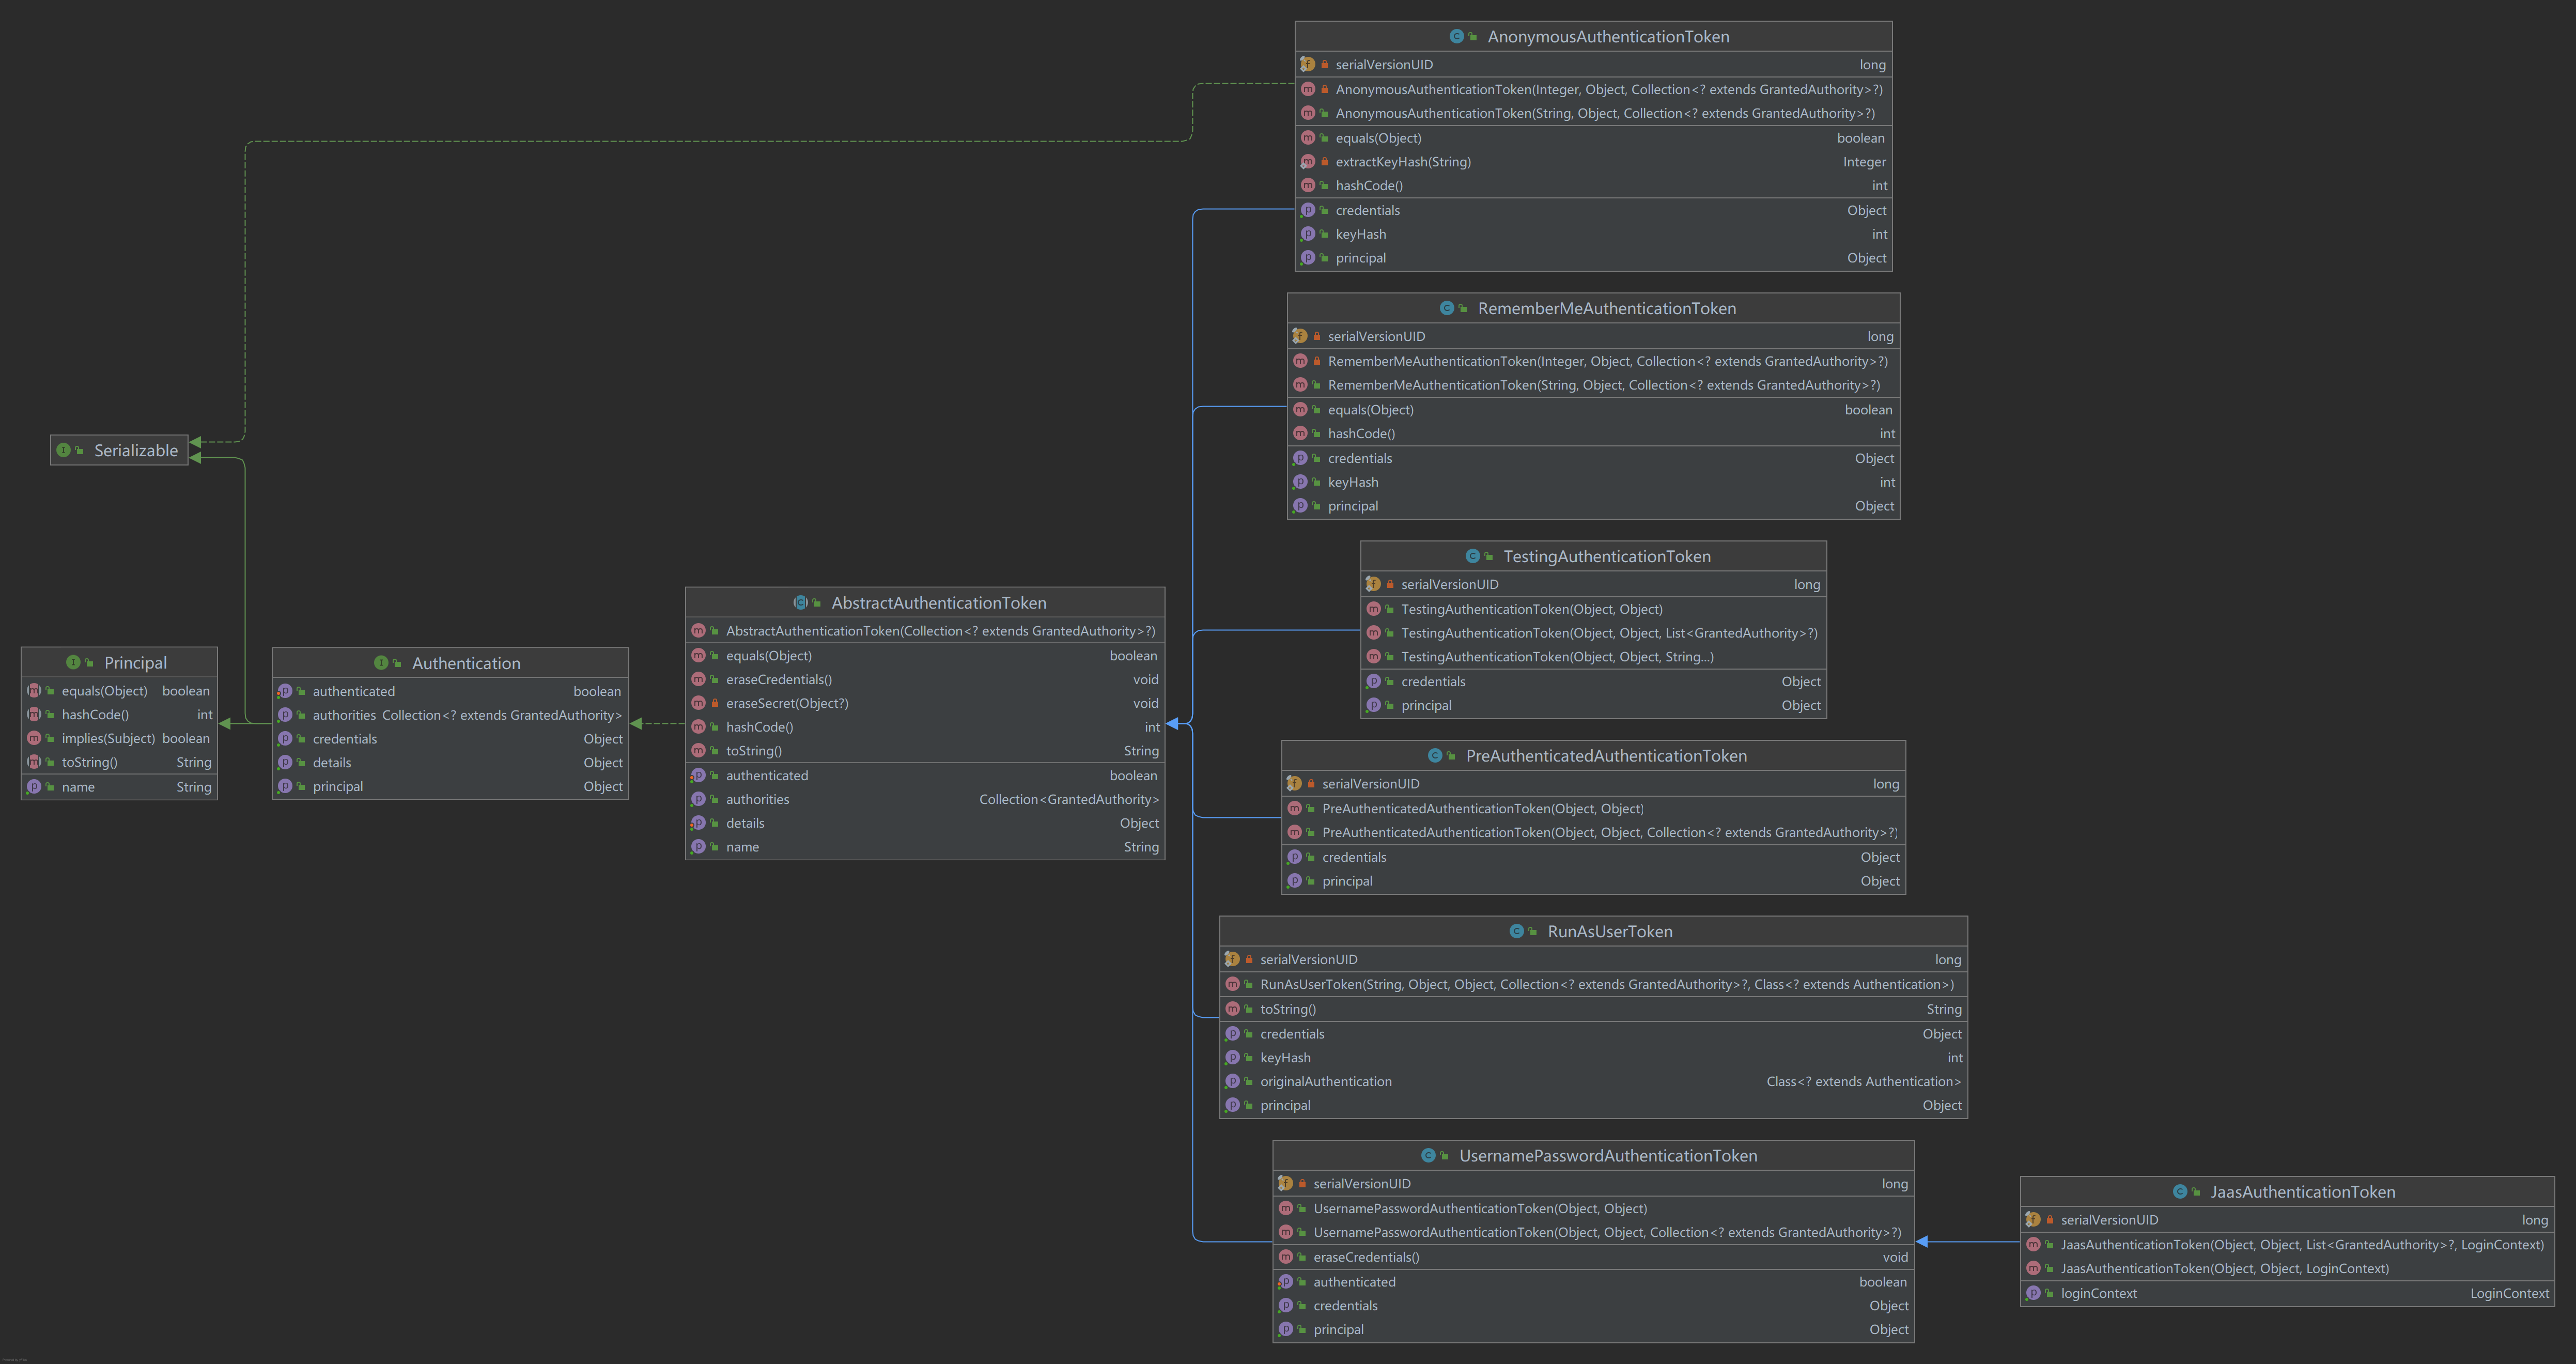 AnonymousAuthenticationToken
serialVersionUID long
AnonymousAuthenticationToken(Integer, Object, Collection<? extends GrantedAuthority>?)
AnonymousAuthenticationToken(String, Object, Collection<? extends GrantedAuthority>?)
equals(Object) boolean
extractKeyHash(String) Integer
hashCode() int
credentials Object
keyHash int
principal Object
RememberMeAuthenticationToken
serialVersionUID long
RememberMeAuthenticationToken(Integer, Object, Collection<? extends GrantedAuthority>?)
RememberMeAuthenticationToken(String, Object, Collection<? extends GrantedAuthority>?)
equals(Object) boolean
hashCode() int
credentials Object
keyHash int
principal Object
Serializable
TestingAuthenticationToken
serialVersionUID long
TestingAuthenticationToken(Object, Object)
TestingAuthenticationToken(Object, Object, List<GrantedAuthority>?)
TestingAuthenticationToken(Object, Object, String...)
credentials Object
principal Object
Principal
equals(Object) boolean
hashCode() int
implies(Subject) boolean
toString() String
name String
Authentication
authenticated boolean
authorities Collection<? extends GrantedAuthority>
credentials Object
details Object
principal Object
AbstractAuthenticationToken
AbstractAuthenticationToken(Collection<? extends GrantedAuthority>?)
equals(Object) boolean
eraseCredentials() void
eraseSecret(Object?) void
hashCode() int
toString() String
authenticated boolean
authorities Collection<GrantedAuthority>
details Object
name String
PreAuthenticatedAuthenticationToken
serialVersionUID long
PreAuthenticatedAuthenticationToken(Object, Object)
PreAuthenticatedAuthenticationToken(Object, Object, Collection<? extends GrantedAuthority>?)
credentials Object
principal Object
RunAsUserToken
serialVersionUID long
RunAsUserToken(String, Object, Object, Collection<? extends GrantedAuthority>?, Class<? extends Authentication>)
toString() String
credentials Object
keyHash int
originalAuthentication Class<? extends Authentication>
principal Object
UsernamePasswordAuthenticationToken
serialVersionUID long
UsernamePasswordAuthenticationToken(Object, Object)
UsernamePasswordAuthenticationToken(Object, Object, Collection<? extends GrantedAuthority>?)
eraseCredentials() void
authenticated boolean
credentials Object
principal Object
JaasAuthenticationToken
serialVersionUID long
JaasAuthenticationToken(Object, Object, List<GrantedAuthority>?, LoginContext)
JaasAuthenticationToken(Object, Object, LoginContext)
loginContext LoginContext